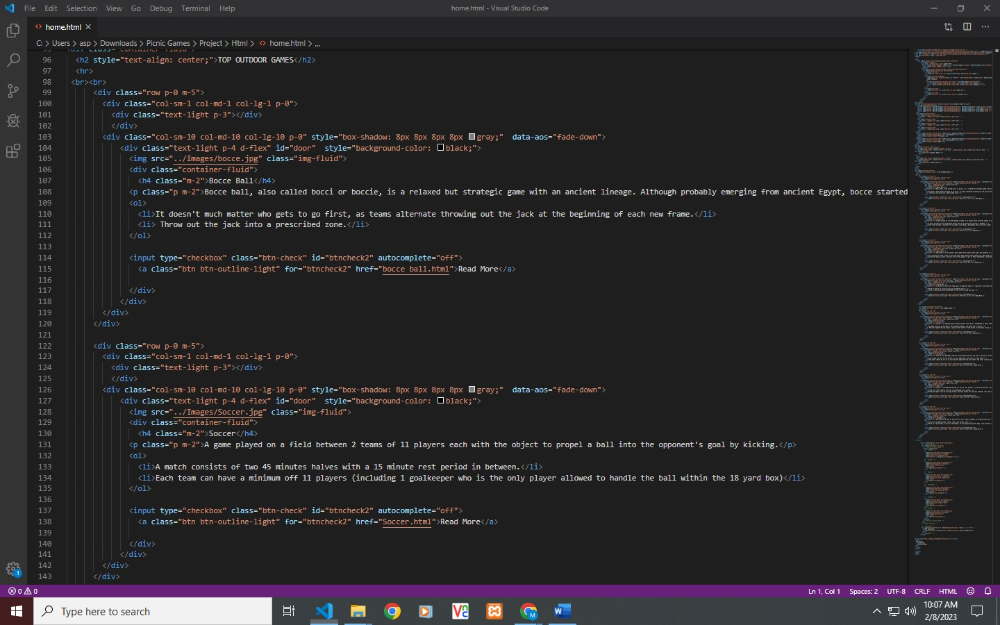 File Edit Selection View Go Debug Terminal Help
home.html - Visual Studio Code
home.html
C: > Users > asp > Downloads > Picnic Games > Project > Html > <> home.html > ...
95 <div class="container-fluid">
96 <h2 style="text-align: center;">TOP OUTDOOR GAMES</h2>
97 <hr>
98 <br><br>
99 <div class="row p-0 m-5">
100 <div class="col-sm-1 col-md-1 col-lg-1 p-0">
101 <div class="text-light p-3"></div>
102 </div>
103 <div class="col-sm-10 col-md-10 col-lg-10 p-0" style="box-shadow: 8px 8px 8px 8px gray;" data-aos="fade-down">
104 <div class="text-light p-4 d-flex" id="door" style="background-color: black;">
105 <img src="../Images/bocce.jpg" class="img-fluid">
106 <div class="container-fluid">
107 <h4 class="m-2">Bocce Ball</h4>
108 <p class="p m-2">Bocce ball, also called bocci or boccie, is a relaxed but strategic game with an ancient lineage. Although probably emerging from ancient Egypt, bocce started
109 <ol>
110 <li>It doesn't much matter who gets to go first, as teams alternate throwing out the jack at the beginning of each new frame.</li>
111 <li> Throw out the jack into a prescribed zone.</li>
112 </ol>
113
114 <input type="checkbox" class="btn-check" id="btncheck2" autocomplete="off">
115 <a class="btn btn-outline-light" for="btncheck2" href="bocce ball.html">Read More</a>
116
117 </div>
118 </div>
119 </div>
120 </div>
121
122 <div class="row p-0 m-5">
123 <div class="col-sm-1 col-md-1 col-lg-1 p-0">
124 <div class="text-light p-3"></div>
125 </div>
126 <div class="col-sm-10 col-md-10 col-lg-10 p-0" style="box-shadow: 8px 8px 8px 8px gray;" data-aos="fade-down">
127 <div class="text-light p-4 d-flex" id="door" style="background-color: black;">
128 <img src="../Images/Soccer.jpg" class="img-fluid">
129 <div class="container-fluid">
130 <h4 class="m-2">Soccer</h4>
131 <p class="p m-2">A game played on a field between 2 teams of 11 players each with the object to propel a ball into the opponent's goal by kicking.</p>
132 <ol>
133 <li>A match consists of two 45 minutes halves with a 15 minute rest period in between.</li>
134 <li>Each team can have a minimum off 11 players (including 1 goalkeeper who is the only player allowed to handle the ball within the 18 yard box)</li>
135 </ol>
136
137 <input type="checkbox" class="btn-check" id="btncheck2" autocomplete="off">
138 <a class="btn btn-outline-light" for="btncheck2" href="Soccer.html">Read More</a>
139
140 </div>
141 </div>
142 </div>
143 </div>
1
0 0
Ln 1, Col 1 Spaces: 2 UTF-8 CRLF HTML
Type here to search
10:07 AM
2/8/2023